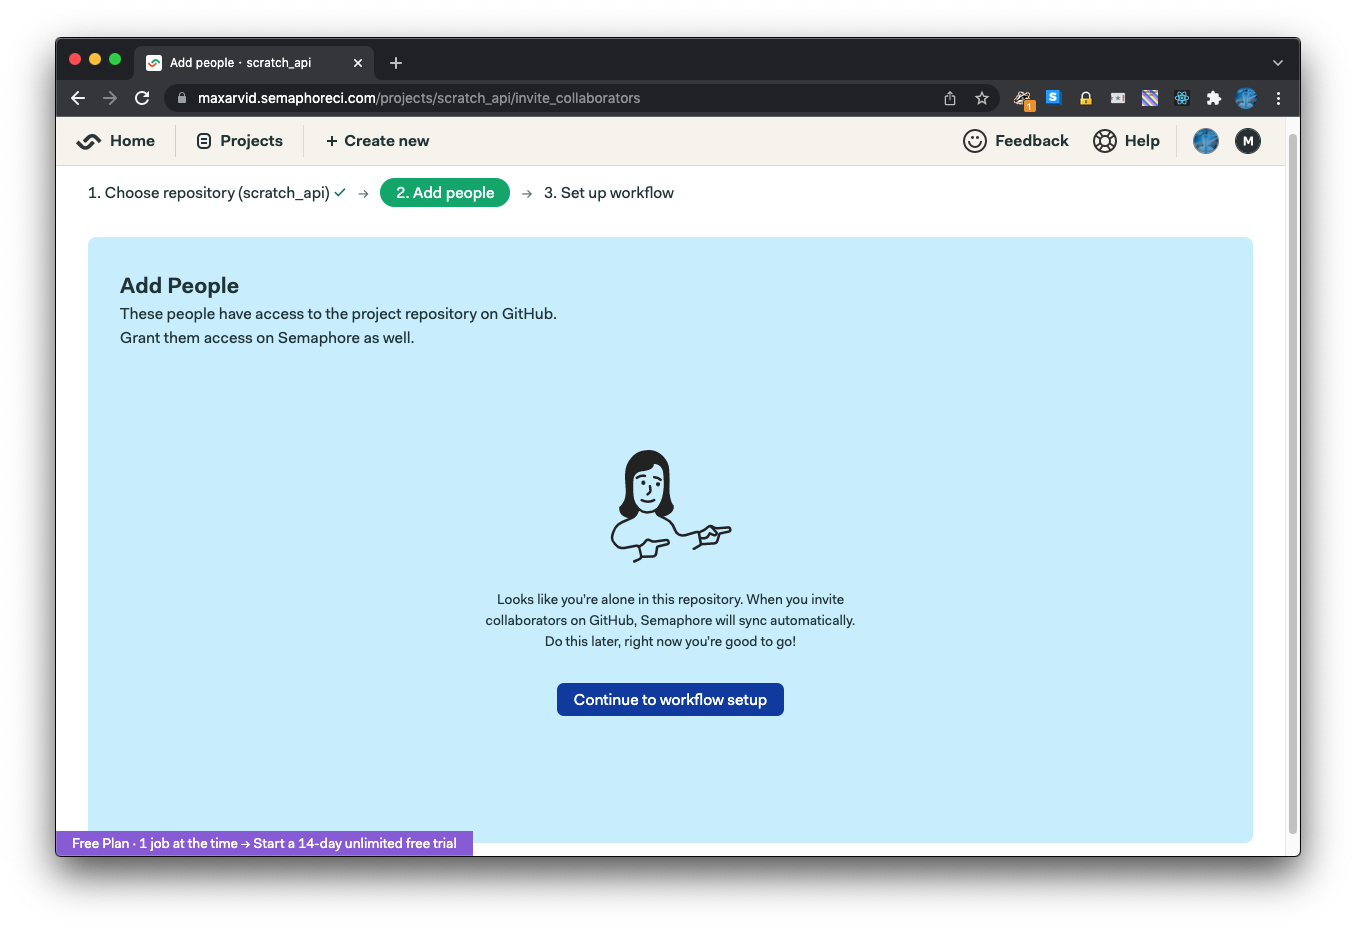 Add people · scratch_api
maxarvid.semaphoreci.com/projects/scratch_api/invite_collaborators
S
1
Home
Projects
+ Create new
Feedback
Help
M
1. Choose repository (scratch_api) ✓ → 2. Add people → 3. Set up workflow
Add People
These people have access to the project repository on GitHub.
Grant them access on Semaphore as well.
Looks like you're alone in this repository. When you invite
collaborators on GitHub, Semaphore will sync automatically.
Do this later, right now you're good to go!
Continue to workflow setup
Free Plan · 1 job at the time → Start a 14-day unlimited free trial